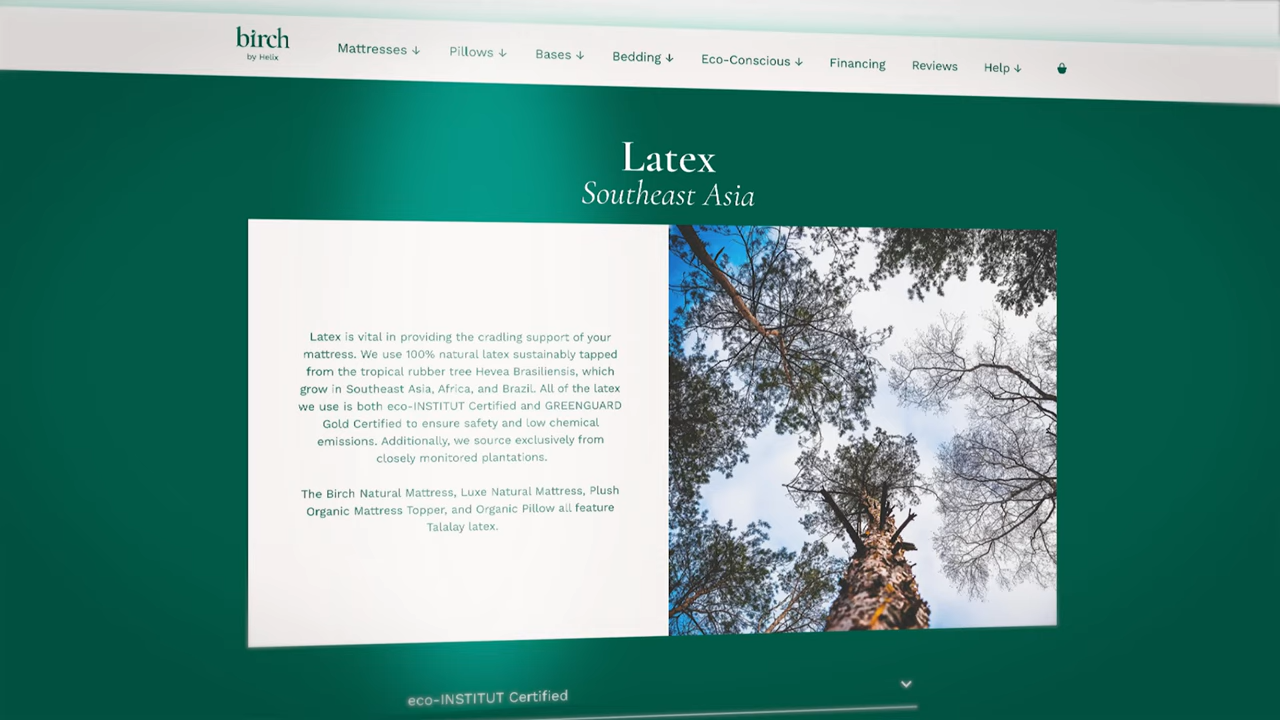 birch
by Helix
Mattresses ↓ Pillows ↓ Bases ↓ Bedding ↓ Eco-Conscious ↓ Financing Reviews Help ↓
Latex
Southeast Asia
Latex is vital in providing the cradling support of your
mattress. We use 100% natural latex sustainably tapped
from the tropical rubber tree Hevea Brasiliensis, which
grow in Southeast Asia, Africa, and Brazil. All of the latex
we use is both eco-INSTITUT Certified and GREENGUARD
Gold Certified to ensure safety and low chemical
emissions. Additionally, we source exclusively from
closely monitored plantations.
The Birch Natural Mattress, Luxe Natural Mattress, Plush
Organic Mattress Topper, and Organic Pillow all feature
Talalay latex.
eco-INSTITUT Certified